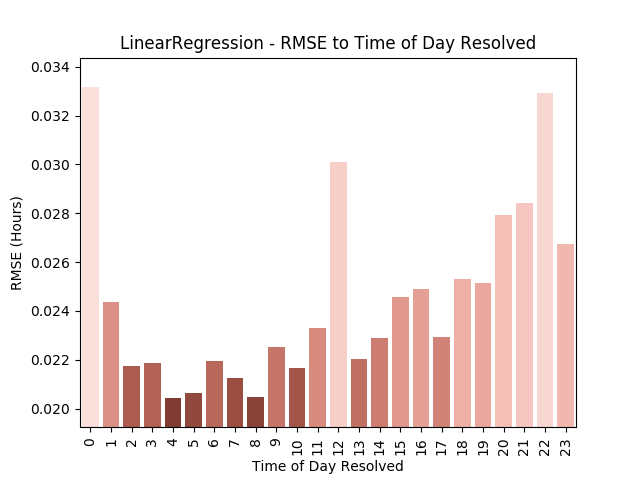 LinearRegression - RMSE to Time of Day Resolved
0.034
0.032
0.030
0.028
0.026
0.024
0.022
0.020
RMSE (Hours)
0 1 2 3 4 5 6 7 8 9 10 11 12 13 14 15 16 17 18 19 20 21 22 23
Time of Day Resolved